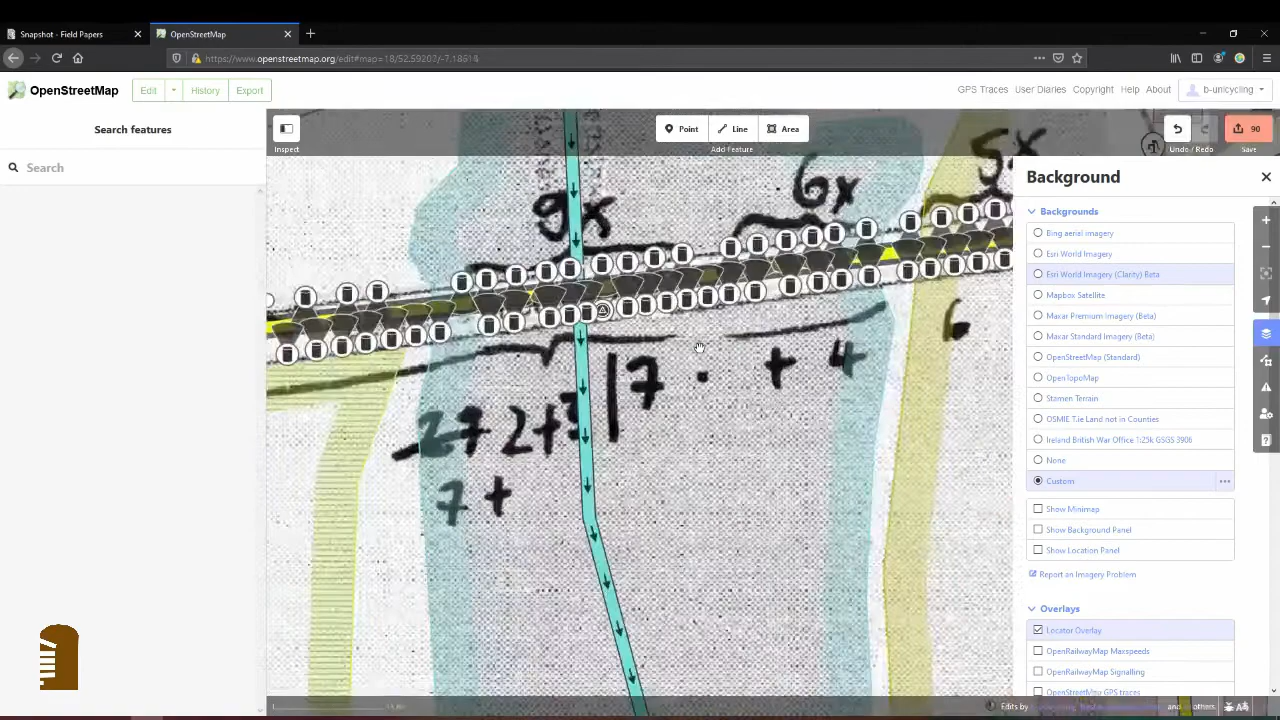 Snapshot - Field Papers
OpenStreetMap
https://www.openstreetmap.org/edit#map=18/52.59202/-7.18614
OpenStreetMap
Edit
History
Export
GPS Traces
User Diaries
Copyright
Help
About
b-unicycling
Search features
Search
Inspect
Point
Line
Area
Add Feature
Undo / Redo
90
Save
9x
6x
3x
17 . + 4
6
27+2+3
7+
Background
Backgrounds
Bing aerial imagery
Esri World Imagery
Esri World Imagery (Clarity) Beta
Mapbox Satellite
Maxar Premium Imagery (Beta)
Maxar Standard Imagery (Beta)
OpenStreetMap (Standard)
OpenTopoMap
Stamen Terrain
OSMIE T.ie Land not in Counties
Ireland British War Office 1:25k GSGS 3906
None
Custom
Show Minimap
Show Background Panel
Show Location Panel
Report an Imagery Problem
Overlays
Locator Overlay
OpenRailwayMap Maxspeeds
OpenRailwayMap Signalling
OpenStreetMap GPS traces
Edits by
and
others